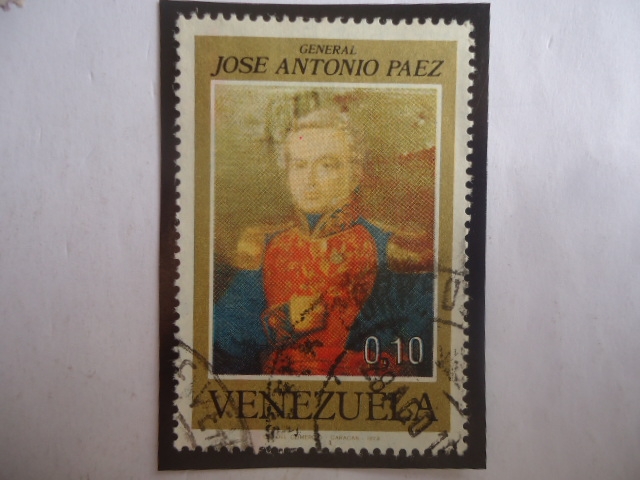 GENERAL
JOSE ANTONIO PAEZ
0.10
VENEZUELA